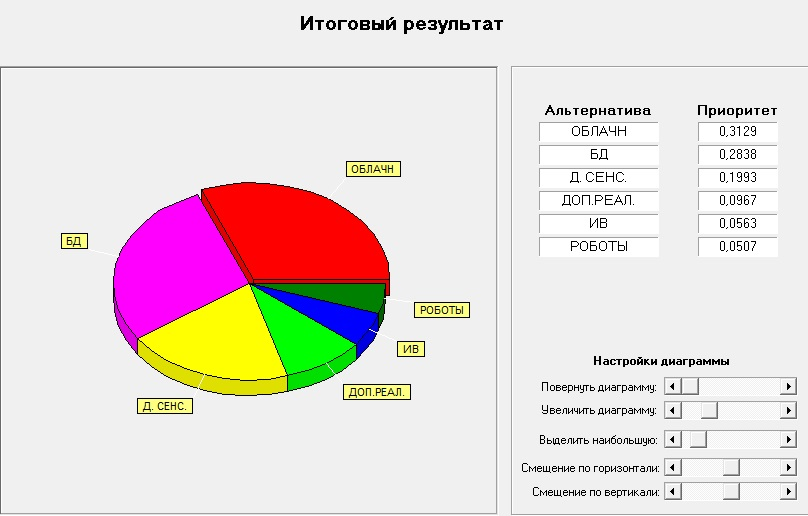 Итоговый результат
ОБЛАЧН
БД
РОБОТЫ
ИВ
ДОП.РЕАЛ.
Д. СЕНС.
Альтернатива Приоритет
ОБЛАЧН 0,3129
БД 0,2838
Д. СЕНС. 0,1993
ДОП.РЕАЛ. 0,0967
ИВ 0,0563
РОБОТЫ 0,0507
Настройки диаграммы
Повернуть диаграмму:
Увеличить диаграмму:
Выделить наибольшую:
Смещение по горизонтали:
Смещение по вертикали: